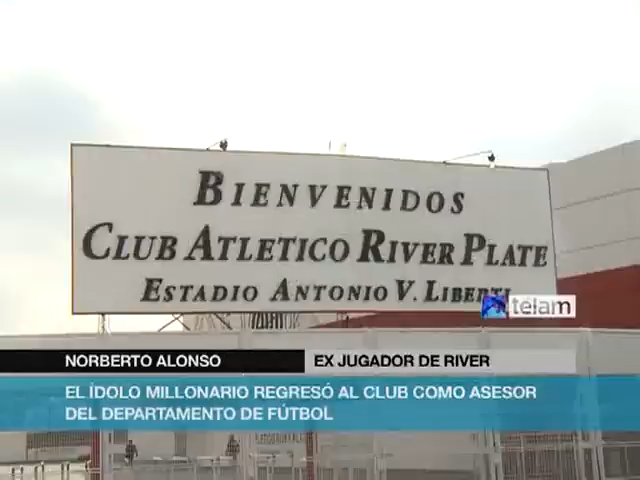 BIENVENIDOS
CLUB ATLETICO RIVER PLATE
ESTADIO ANTONIO V. LIBERTI
télam
NORBERTO ALONSO
EX JUGADOR DE RIVER
EL ÍDOLO MILLONARIO REGRESÓ AL CLUB COMO ASESOR
DEL DEPARTAMENTO DE FÚTBOL